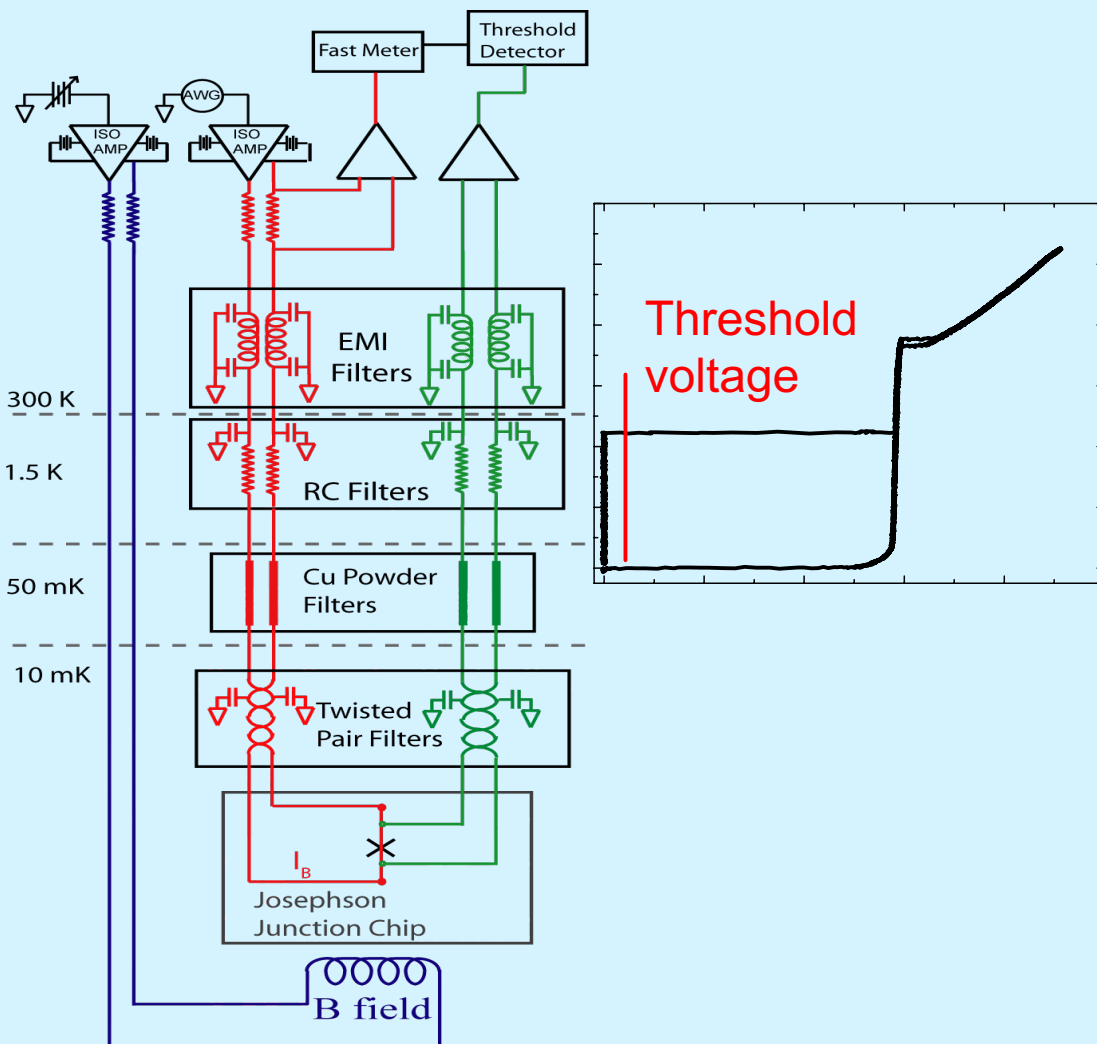 Fast Meter
Threshold
Detector
AWG
ISO
AMP
ISO
AMP
EMI
Filters
300 K
1.5 K
RC Filters
50 mK
Cu Powder
Filters
10 mK
Twisted
Pair Filters
I_B
Josephson
Junction Chip
B field
Threshold
voltage